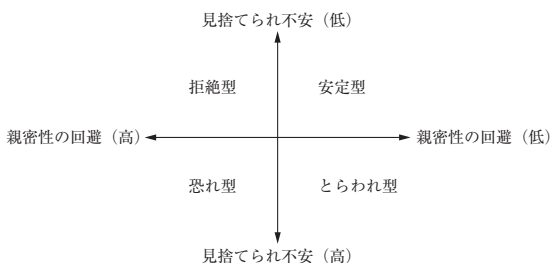 見捨てられ不安（低）
拒絶型
安定型
親密性の回避（高）
親密性の回避（低）
恐れ型
とらわれ型
見捨てられ不安（高）